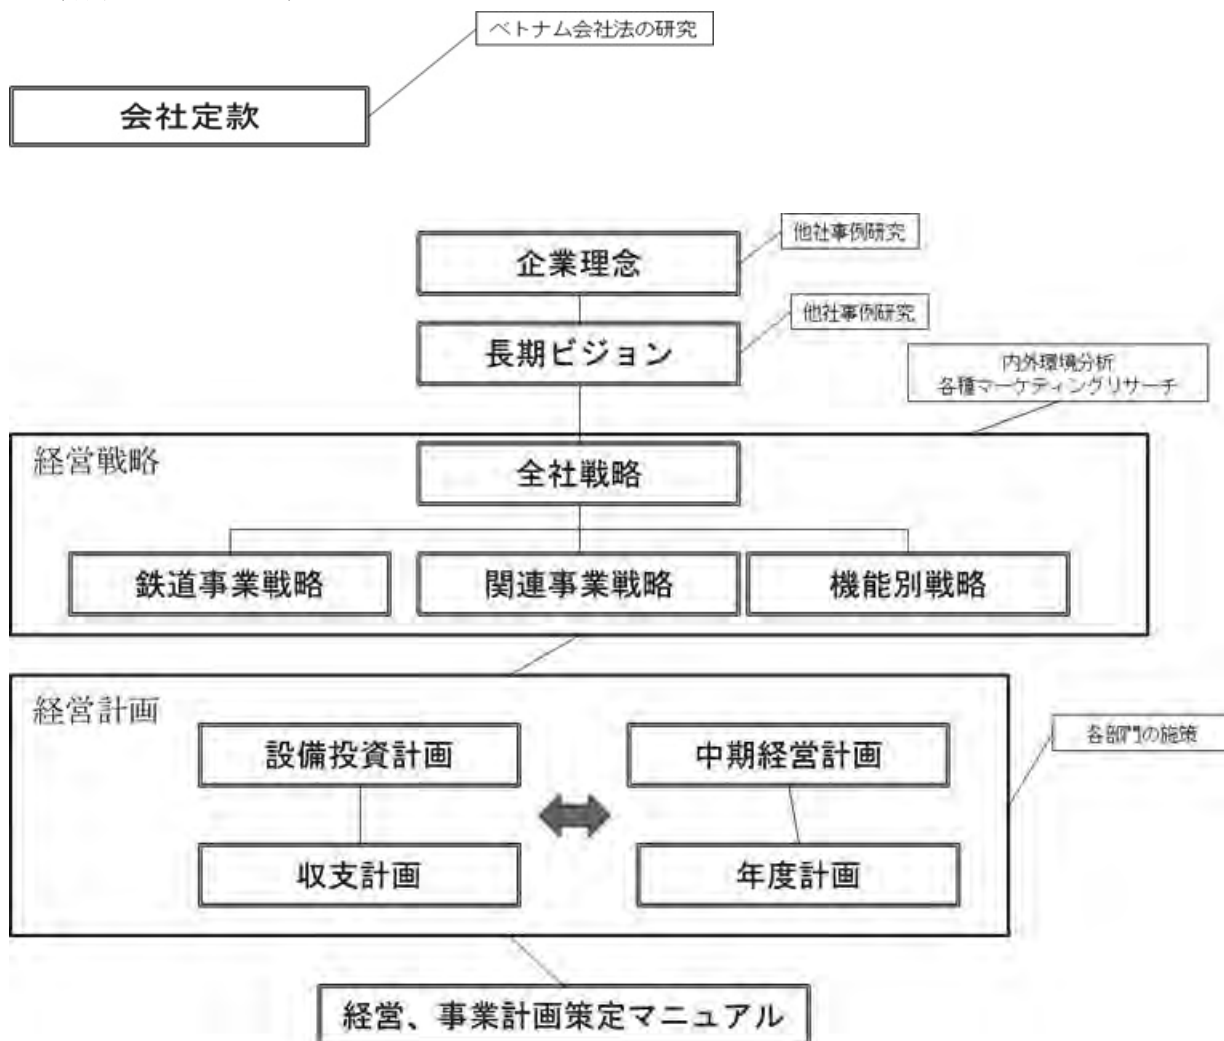 ベトナム会社法の研究
会社定款
他社事例研究
企業理念
他社事例研究
長期ビジョン
内外環境分析
各種マーケティングリサーチ
経営戦略
全社戦略
鉄道事業戦略
関連事業戦略
機能別戦略
経営計画
各部門の施策
設備投資計画
中期経営計画
収支計画
年度計画
経営、事業計画策定マニュアル